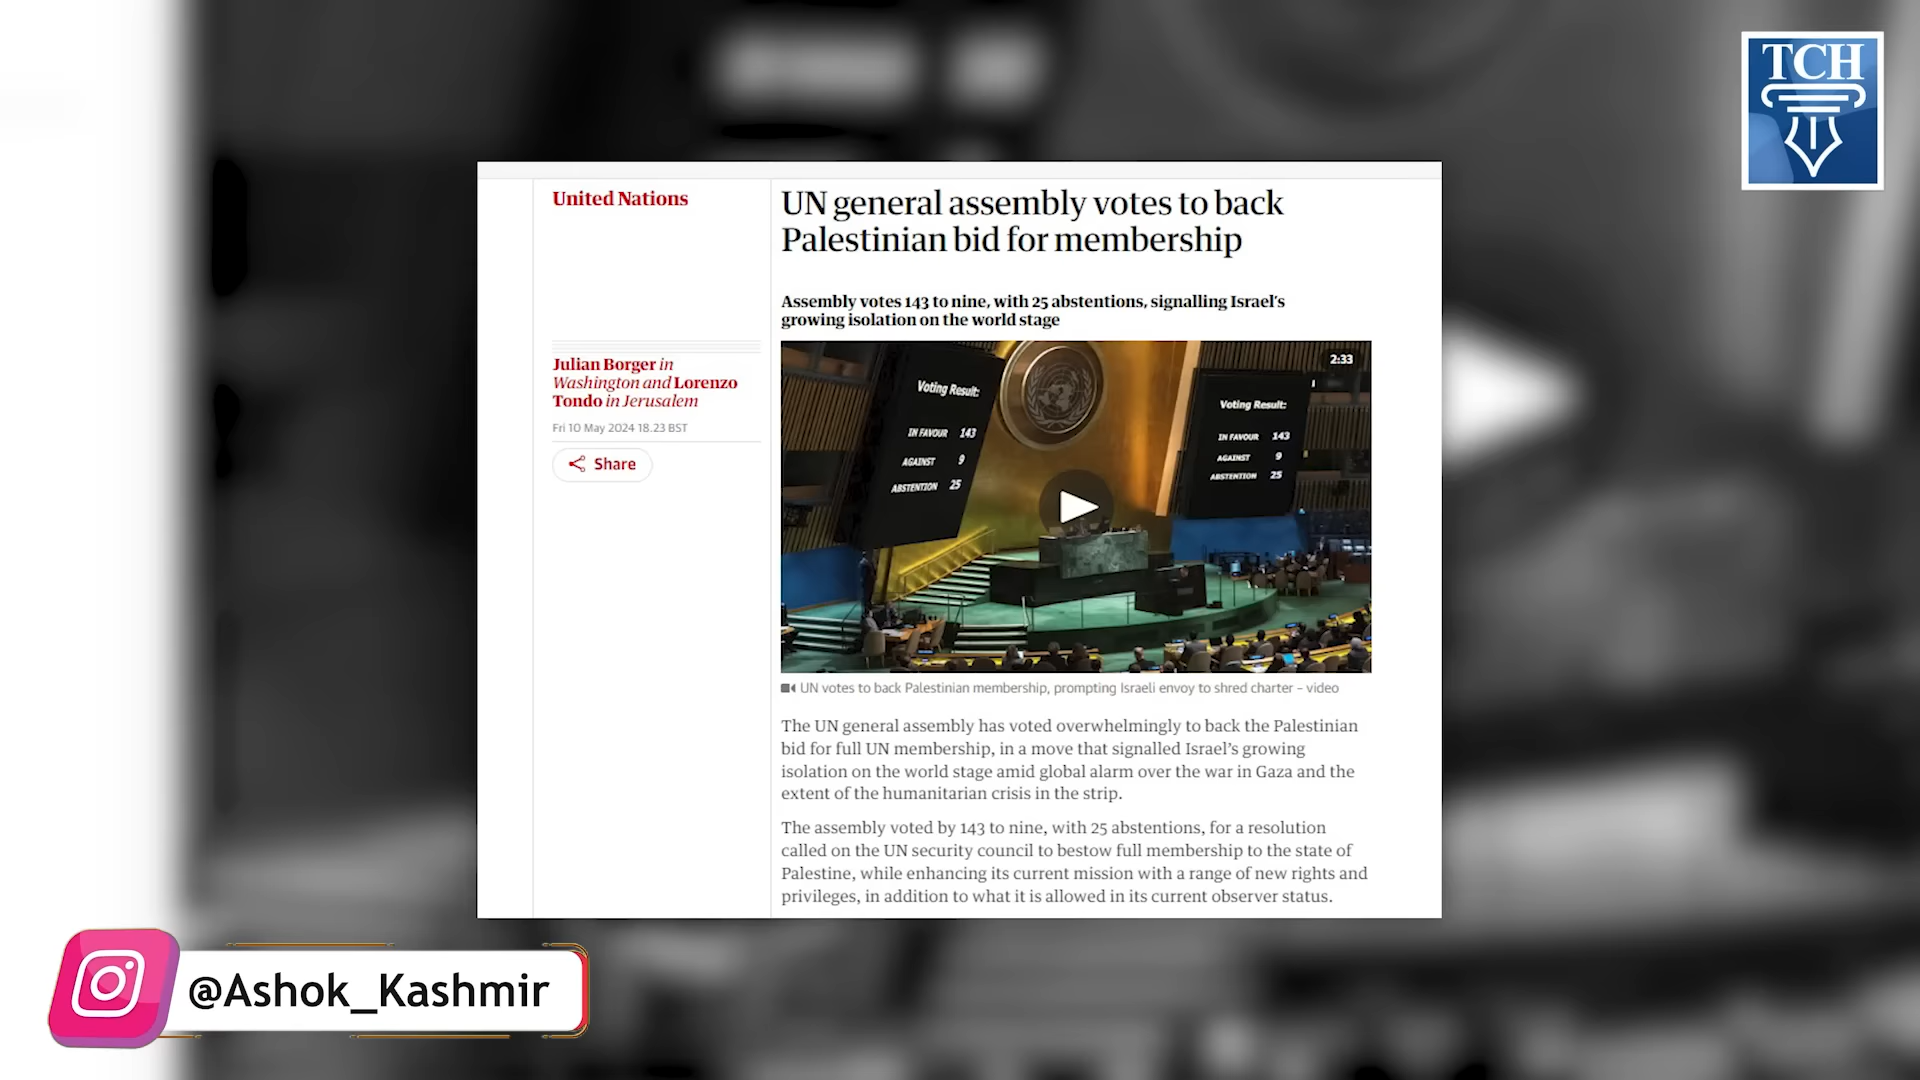 TCH
United Nations
UN general assembly votes to back
Palestinian bid for membership
Assembly votes 143 to nine, with 25 abstentions, signalling Israel's
growing isolation on the world stage
Julian Borger in
Washington and Lorenzo
Tondo in Jerusalem
Fri 10 May 2024 18.23 BST
Share
2:33
Voting Result:
IN FAVOUR 143
AGAINST 9
ABSTENTION 25
Voting Result:
IN FAVOUR 143
AGAINST 9
ABSTENTION 25
UN votes to back Palestinian membership, prompting Israeli envoy to shred charter – video
The UN general assembly has voted overwhelmingly to back the Palestinian
bid for full UN membership, in a move that signalled Israel's growing
isolation on the world stage amid global alarm over the war in Gaza and the
extent of the humanitarian crisis in the strip.
The assembly voted by 143 to nine, with 25 abstentions, for a resolution
called on the UN security council to bestow full membership to the state of
Palestine, while enhancing its current mission with a range of new rights and
privileges, in addition to what it is allowed in its current observer status.
@Ashok_Kashmir